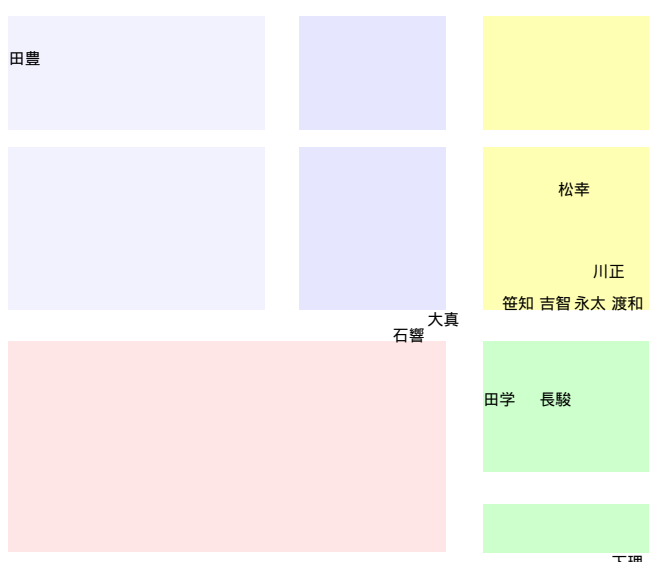 田豊
松幸
川正
笹知 吉智 永太 渡和
大真
石響
田学 長駿